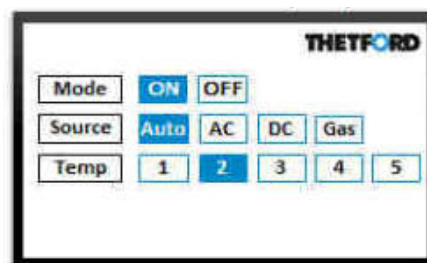 THETFORD
Mode ON OFF
Source Auto AC DC Gas
Temp 1 2 3 4 5